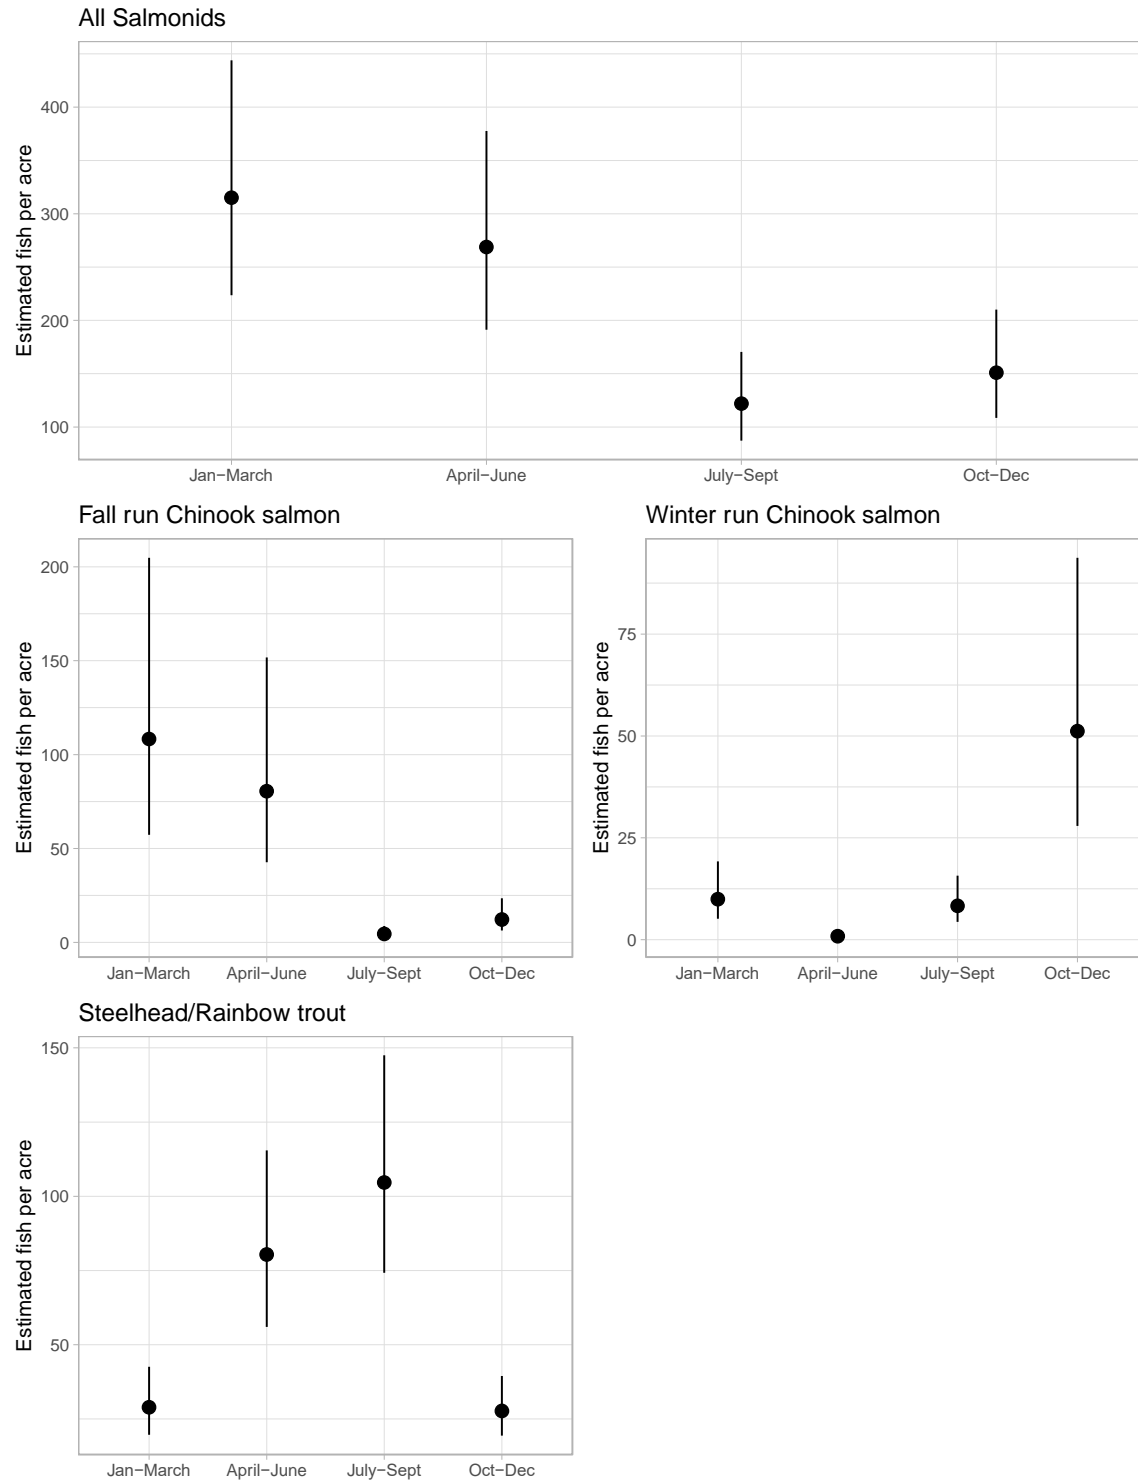 All Salmonids
Estimated fish per acre
400
300
200
100
Jan−March April−June July−Sept Oct−Dec
Fall run Chinook salmon
Estimated fish per acre
200
150
100
50
0
Jan−March April−June July−Sept Oct−Dec
Winter run Chinook salmon
Estimated fish per acre
75
50
25
0
Jan−March April−June July−Sept Oct−Dec
Steelhead/Rainbow trout
Estimated fish per acre
150
100
50
Jan−March April−June July−Sept Oct−Dec